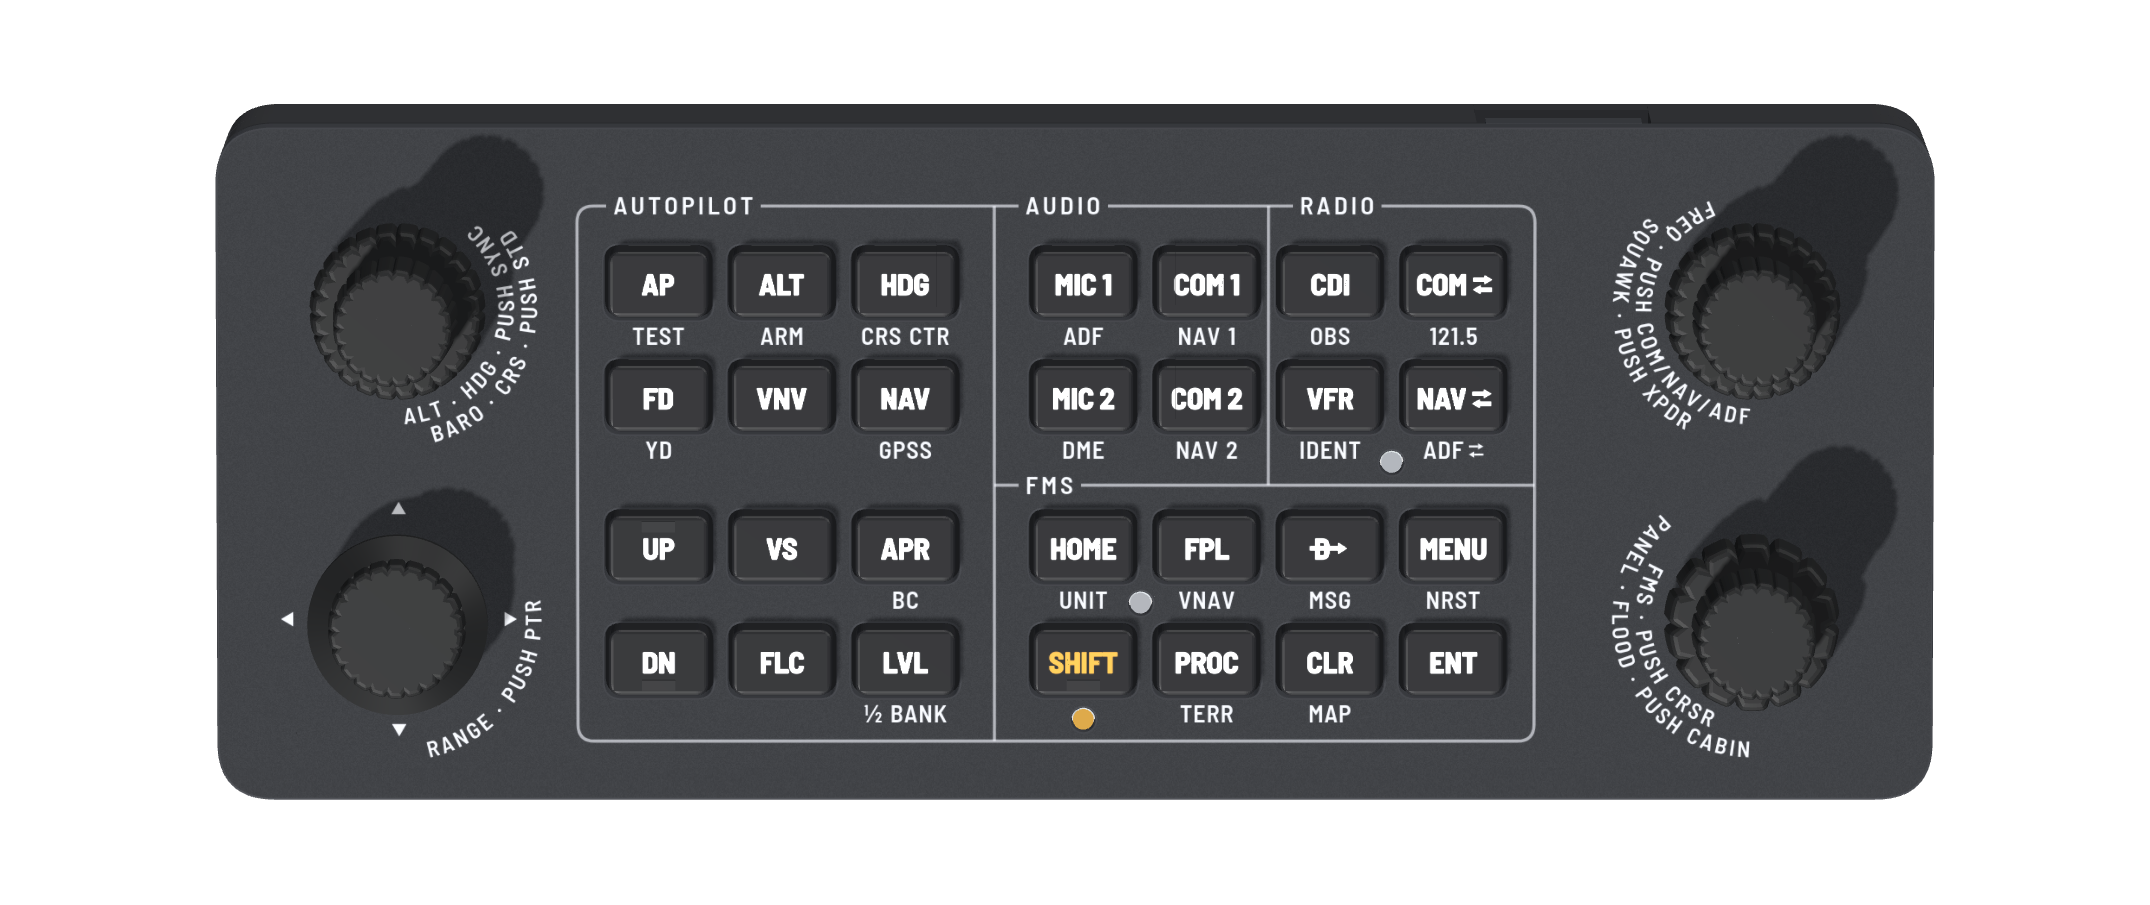 AUTOPILOT
AP ALT HDG
TEST ARM CRS CTR
FD VNV NAV
YD GPSS
UP VS APR
BC
DN FLC LVL
½ BANK
AUDIO
MIC 1 COM 1
ADF NAV 1
MIC 2 COM 2
DME NAV 2
RADIO
CDI COM ⇄
OBS 121.5
VFR NAV ⇄
IDENT ADF ⇄
FMS
HOME FPL D→ MENU
UNIT VNAV MSG NRST
SHIFT PROC CLR ENT
TERR MAP
ALT · HDG · PUSH SYNC
BARO · CRS · PUSH STD
RANGE · PUSH PTR
FREQ · PUSH COM/NAV/ADF
SQUAWK · PUSH XPDR
FMS · PUSH CRSR
PANEL · FLOOD · PUSH CABIN